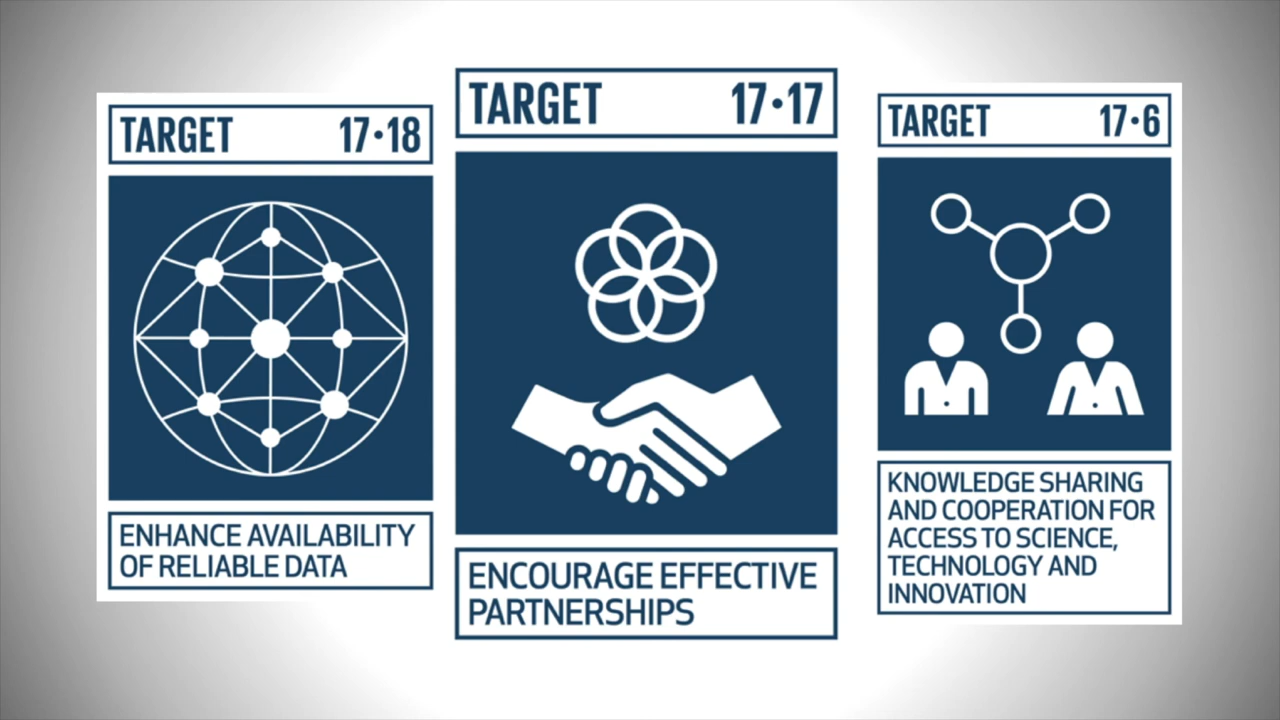 TARGET 17·18
ENHANCE AVAILABILITY
OF RELIABLE DATA
TARGET 17·17
ENCOURAGE EFFECTIVE
PARTNERSHIPS
TARGET 17·6
KNOWLEDGE SHARING
AND COOPERATION FOR
ACCESS TO SCIENCE,
TECHNOLOGY AND
INNOVATION